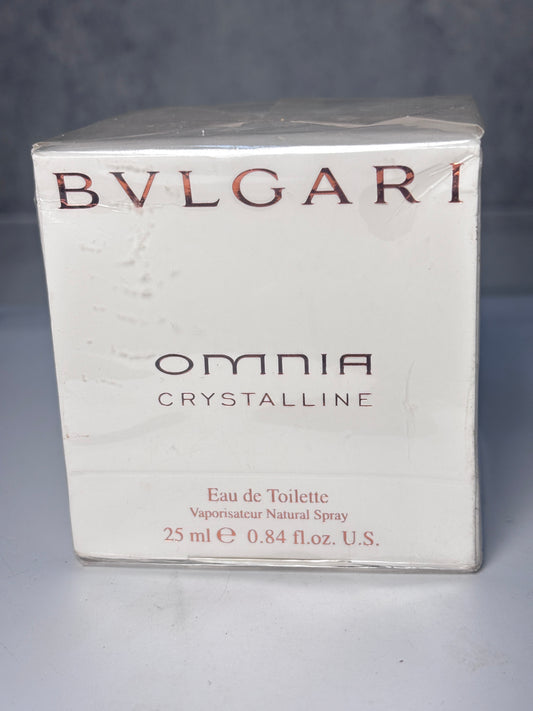 BVLGARI
OMNIA
CRYSTALLINE
Eau de Toilette
Vaporisateur Natural Spray
25 ml ℮ 0.84 fl.oz. U.S.